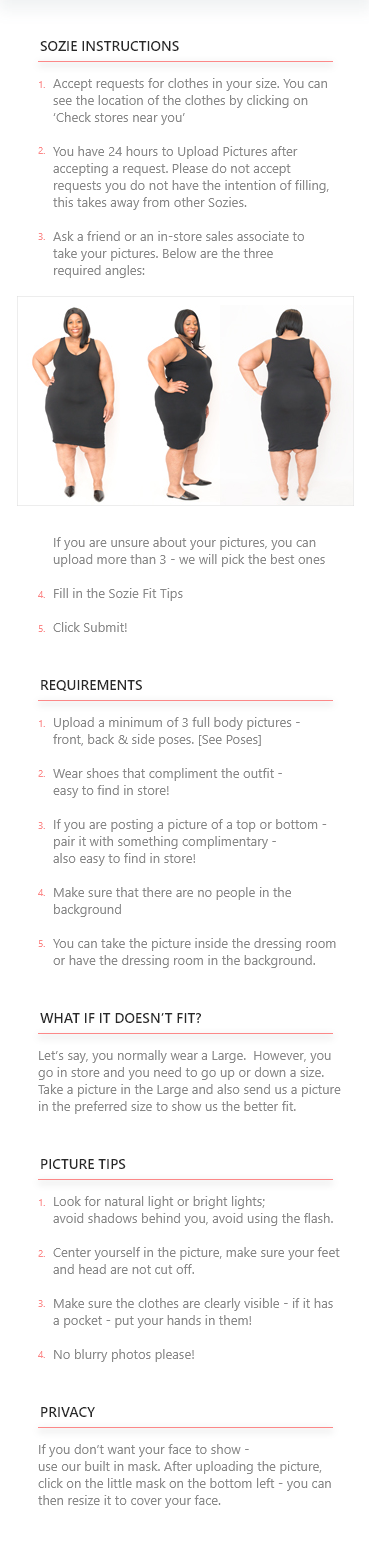 SOZIE INSTRUCTIONS
1. Accept requests for clothes in your size. You can
see the location of the clothes by clicking on
‘Check stores near you’
2. You have 24 hours to Upload Pictures after
accepting a request. Please do not accept
requests you do not have the intention of filling,
this takes away from other Sozies.
3. Ask a friend or an in-store sales associate to
take your pictures. Below are the three
required angles:
If you are unsure about your pictures, you can
upload more than 3 - we will pick the best ones
4. Fill in the Sozie Fit Tips
5. Click Submit!
REQUIREMENTS
1. Upload a minimum of 3 full body pictures -
front, back & side poses. [See Poses]
2. Wear shoes that compliment the outfit -
easy to find in store!
3. If you are posting a picture of a top or bottom -
pair it with something complimentary -
also easy to find in store!
4. Make sure that there are no people in the
background
5. You can take the picture inside the dressing room
or have the dressing room in the background.
WHAT IF IT DOESN’T FIT?
Let’s say, you normally wear a Large.  However, you
go in store and you need to go up or down a size.
Take a picture in the Large and also send us a picture
in the preferred size to show us the better fit.
PICTURE TIPS
1. Look for natural light or bright lights;
avoid shadows behind you, avoid using the flash.
2. Center yourself in the picture, make sure your feet
and head are not cut off.
3. Make sure the clothes are clearly visible - if it has
a pocket - put your hands in them!
4. No blurry photos please!
PRIVACY
If you don’t want your face to show -
use our built in mask. After uploading the picture,
click on the little mask on the bottom left - you can
then resize it to cover your face.